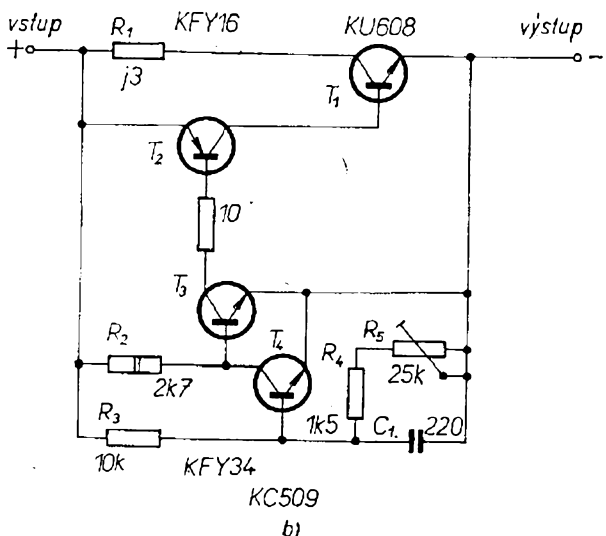 vstup KFY16 KU608 výstup
+ R₁ −
j3 T₁
T₂
10
T₃
R₂ T₄ R₄ R₅
2k7 25k
R₃ 1k5 C₁. 220
10k KFY34
KC509
b)